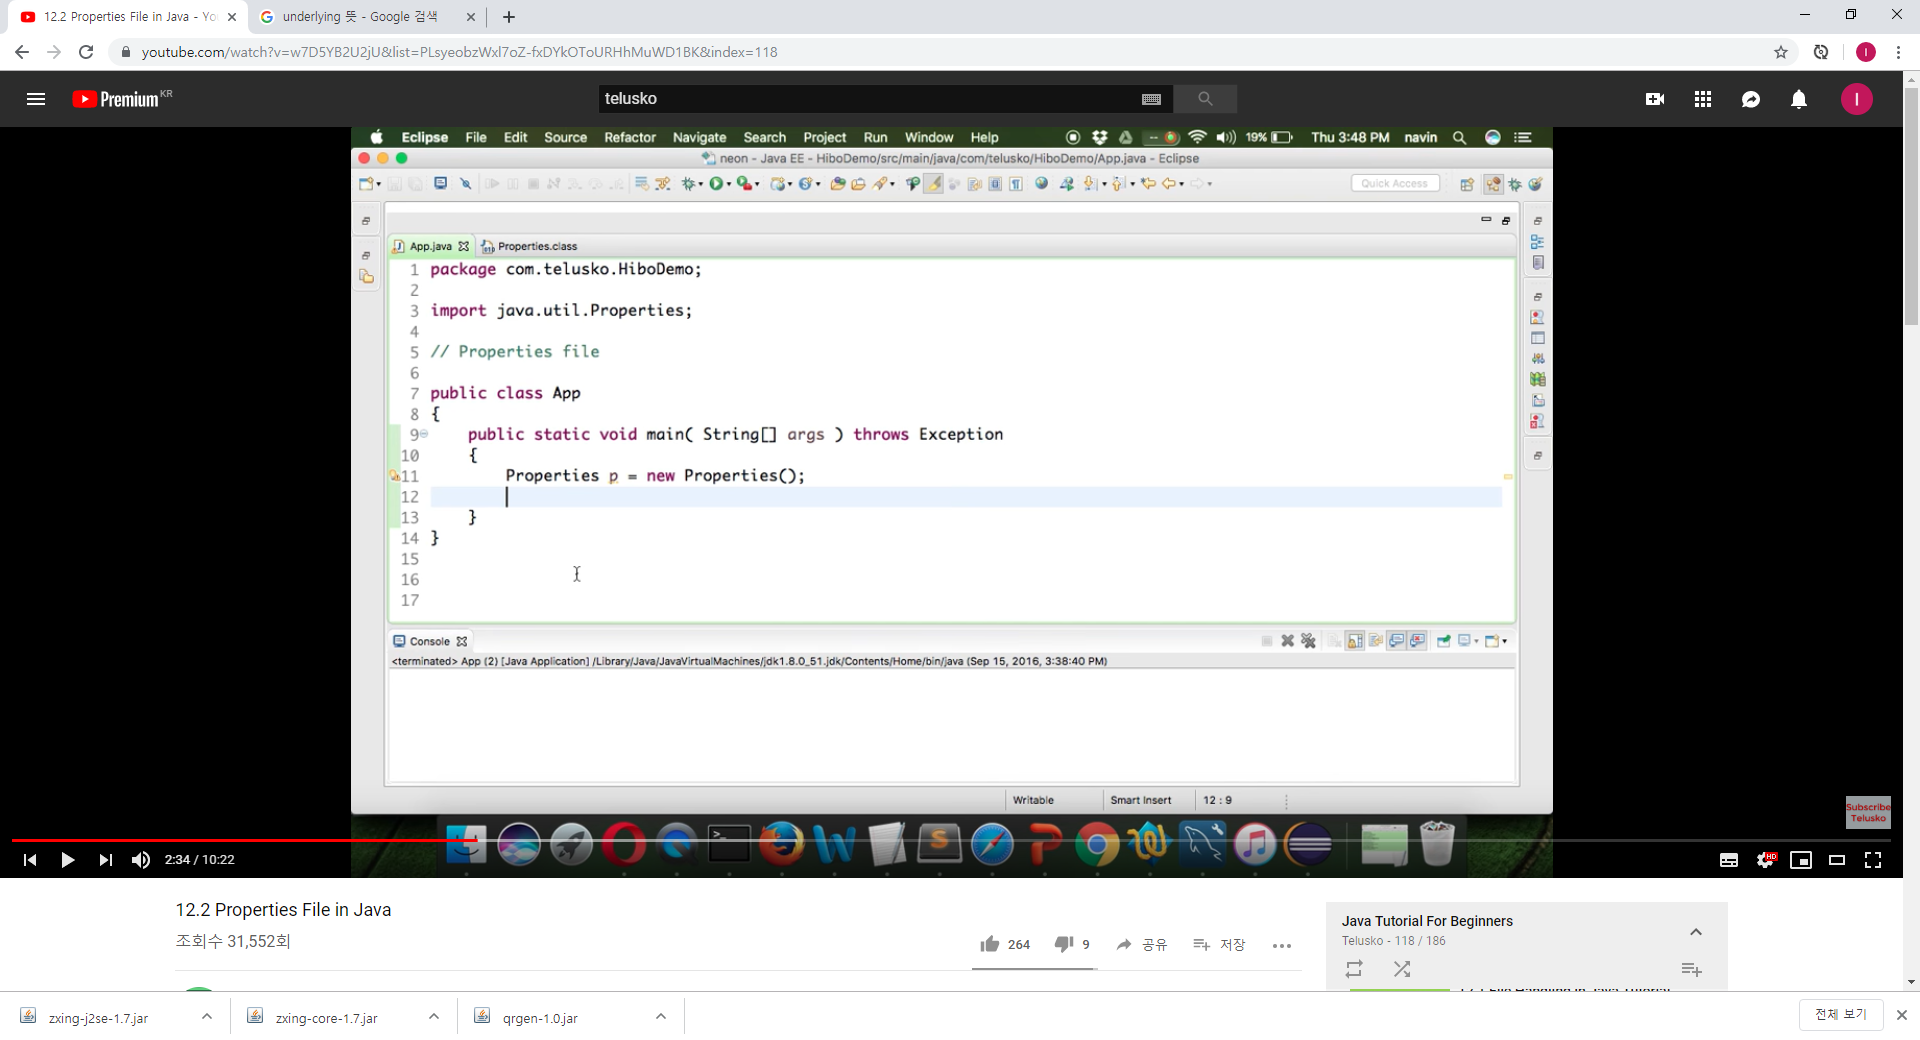 12.2 Properties File in Java - Yo
underlying 뜻 - Google 검색
youtube.com/watch?v=w7D5YB2U2jU&list=PLsyeobzWxl7oZ-fxDYkOToURHhMuWD1BK&index=118
I
Premium KR
telusko
I
Eclipse File Edit Source Refactor Navigate Search Project Run Window Help 19% Thu 3:48 PM navin
neon - Java EE - HiboDemo/src/main/java/com/telusko/HiboDemo/App.java - Eclipse
Quick Access
App.java Properties.class
1 package com.telusko.HiboDemo;
2
3 import java.util.Properties;
4
5 // Properties file
6
7 public class App
8 {
9 public static void main( String[] args ) throws Exception
10 {
11 Properties p = new Properties();
12
13 }
14 }
15
16
17
Console
<terminated> App (2) [Java Application] /Library/Java/JavaVirtualMachines/jdk1.8.0_51.jdk/Contents/Home/bin/java (Sep 15, 2016, 3:38:40 PM)
Writable Smart Insert 12 : 9
Subscribe
Telusko
2:34 / 10:22
HD
12.2 Properties File in Java
조회수 31,552회
264 9 공유 저장
Java Tutorial For Beginners
Telusko - 118 / 186
zxing-j2se-1.7.jar
zxing-core-1.7.jar
qrgen-1.0.jar
전체 보기